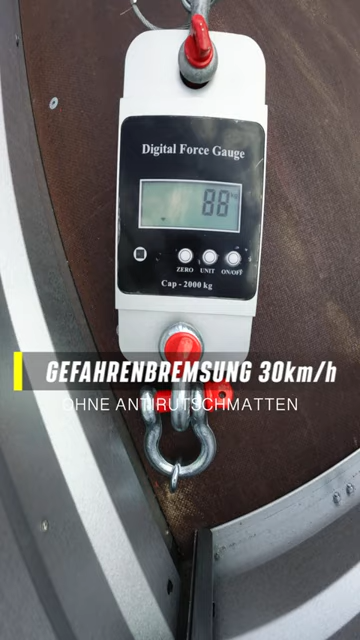 Digital Force Gauge
88
ZERO UNIT ON/OFF
Cap - 2000 kg
GEFAHRENBREMSUNG 30km/h
OHNE ANTIRUTSCHMATTEN